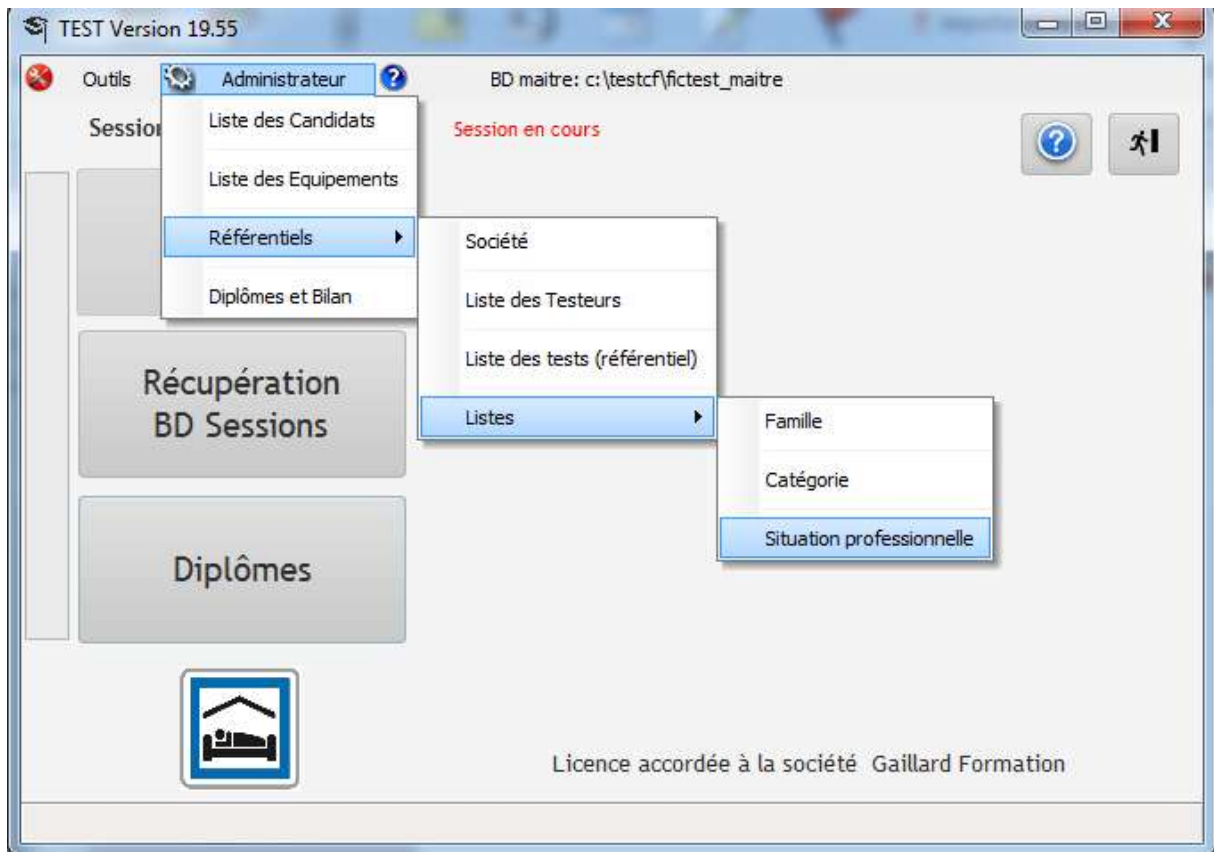 TEST Version 19.55
Outils Administrateur BD maitre: c:\testcf\fictest_maitre
Session en cours
Liste des Candidats
Liste des Equipements
Référentiels
Diplômes et Bilan
Société
Liste des Testeurs
Liste des tests (référentiel)
Listes
Famille
Catégorie
Situation professionnelle
Récupération
BD Sessions
Diplômes
Licence accordée à la société Gaillard Formation